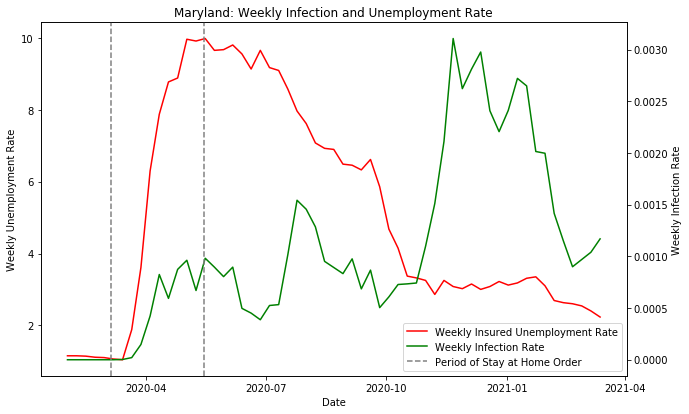 Maryland: Weekly Infection and Unemployment Rate
10
8
6
4
2
Weekly Unemployment Rate
0.0030
0.0025
0.0020
0.0015
0.0010
0.0005
0.0000
Weekly Infection Rate
Weekly Insured Unemployment Rate
Weekly Infection Rate
Period of Stay at Home Order
2020-04
2020-07
2020-10
2021-01
2021-04
Date